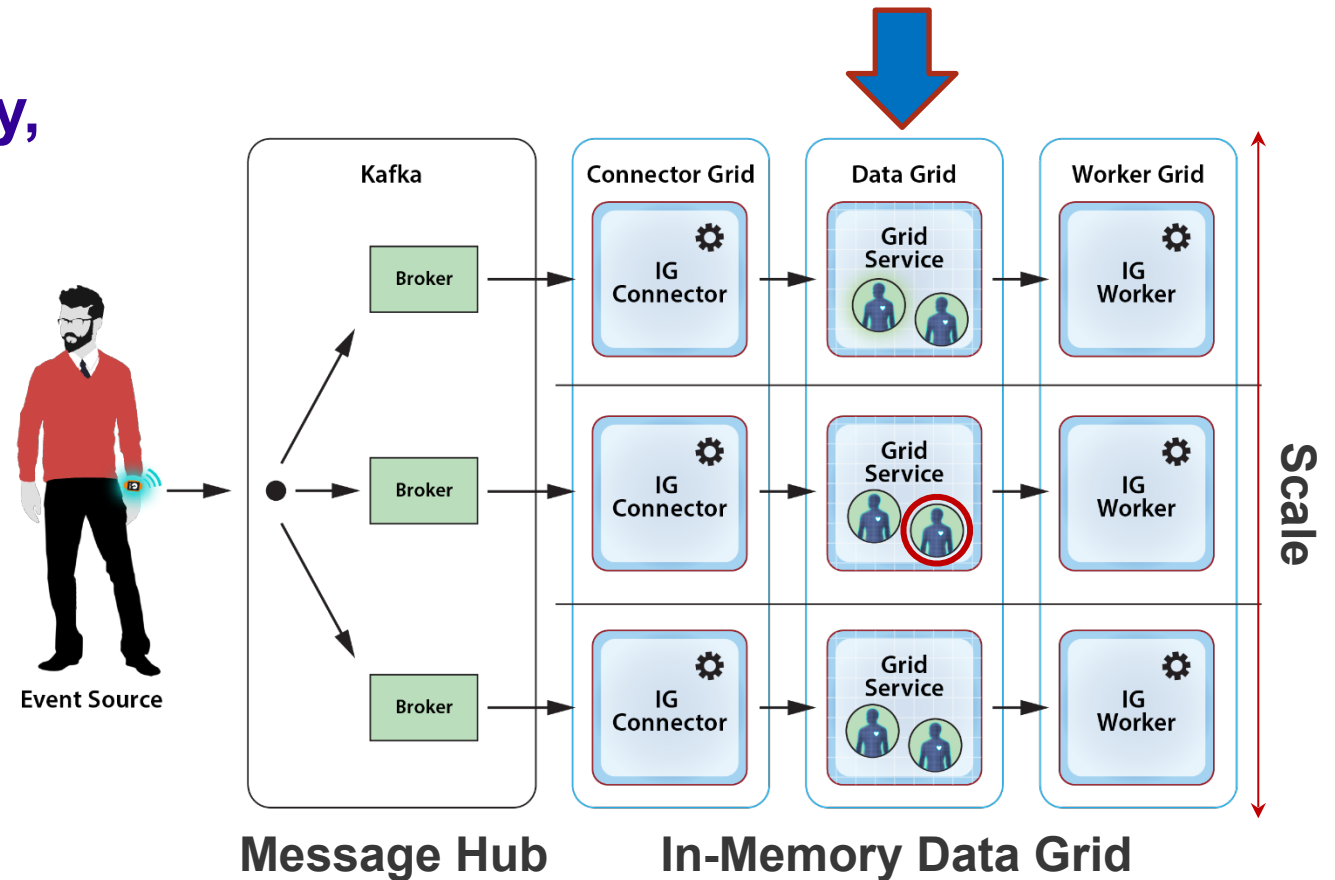 y,
Kafka
Connector Grid
Data Grid
Worker Grid
Broker
IG
Connector
Grid
Service
IG
Worker
Broker
IG
Connector
Grid
Service
IG
Worker
Broker
IG
Connector
Grid
Service
IG
Worker
Event Source
Scale
Message Hub
In-Memory Data Grid